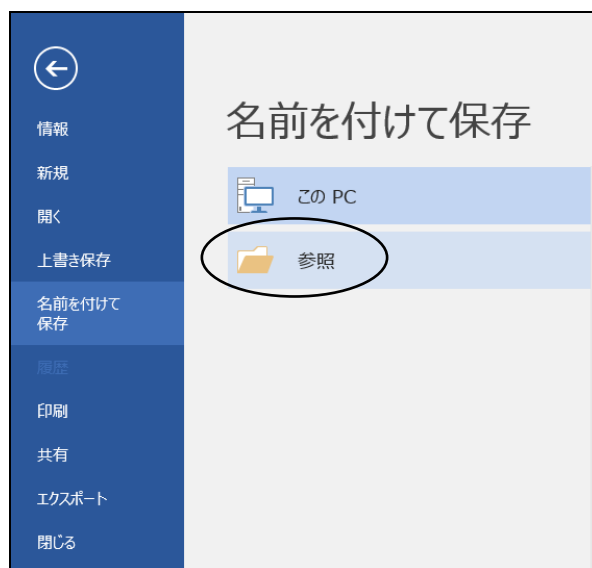 情報
新規
開く
上書き保存
名前を付けて
保存
履歴
印刷
共有
エクスポート
閉じる
名前を付けて保存
この PC
参照